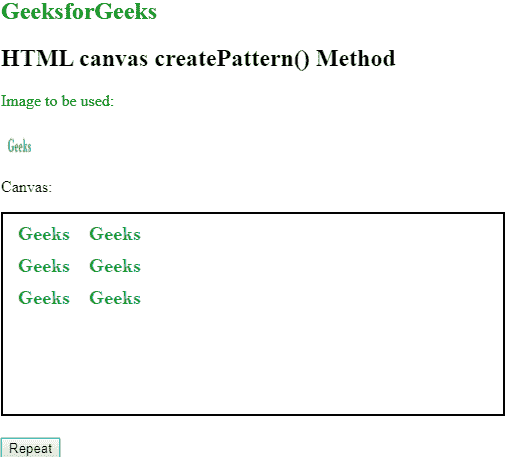 GeeksforGeeks
HTML canvas createPattern() Method
Image to be used:
Geeks
Canvas:
Geeks Geeks
Geeks Geeks
Geeks Geeks
Repeat